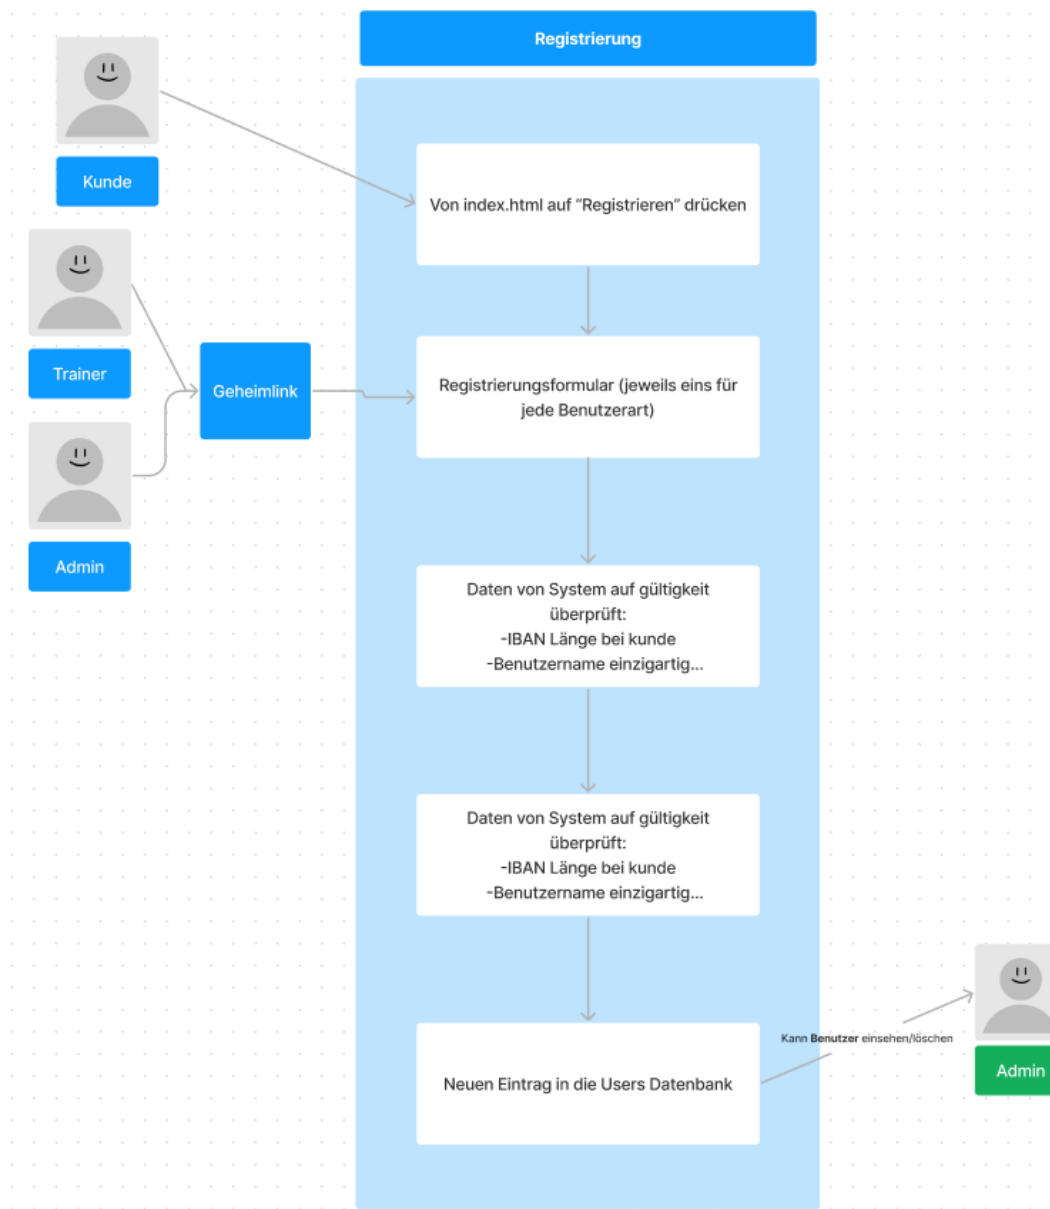 Registrierung
Kunde
Von index.html auf “Registrieren” drücken
Trainer
Geheimlink
Registrierungsformular (jeweils eins für
jede Benutzerart)
Admin
Daten von System auf gültigkeit
überprüft:
-IBAN Länge bei kunde
-Benutzername einzigartig...
Daten von System auf gültigkeit
überprüft:
-IBAN Länge bei kunde
-Benutzername einzigartig...
Kann Benutzer einsehen/löschen
Admin
Neuen Eintrag in die Users Datenbank